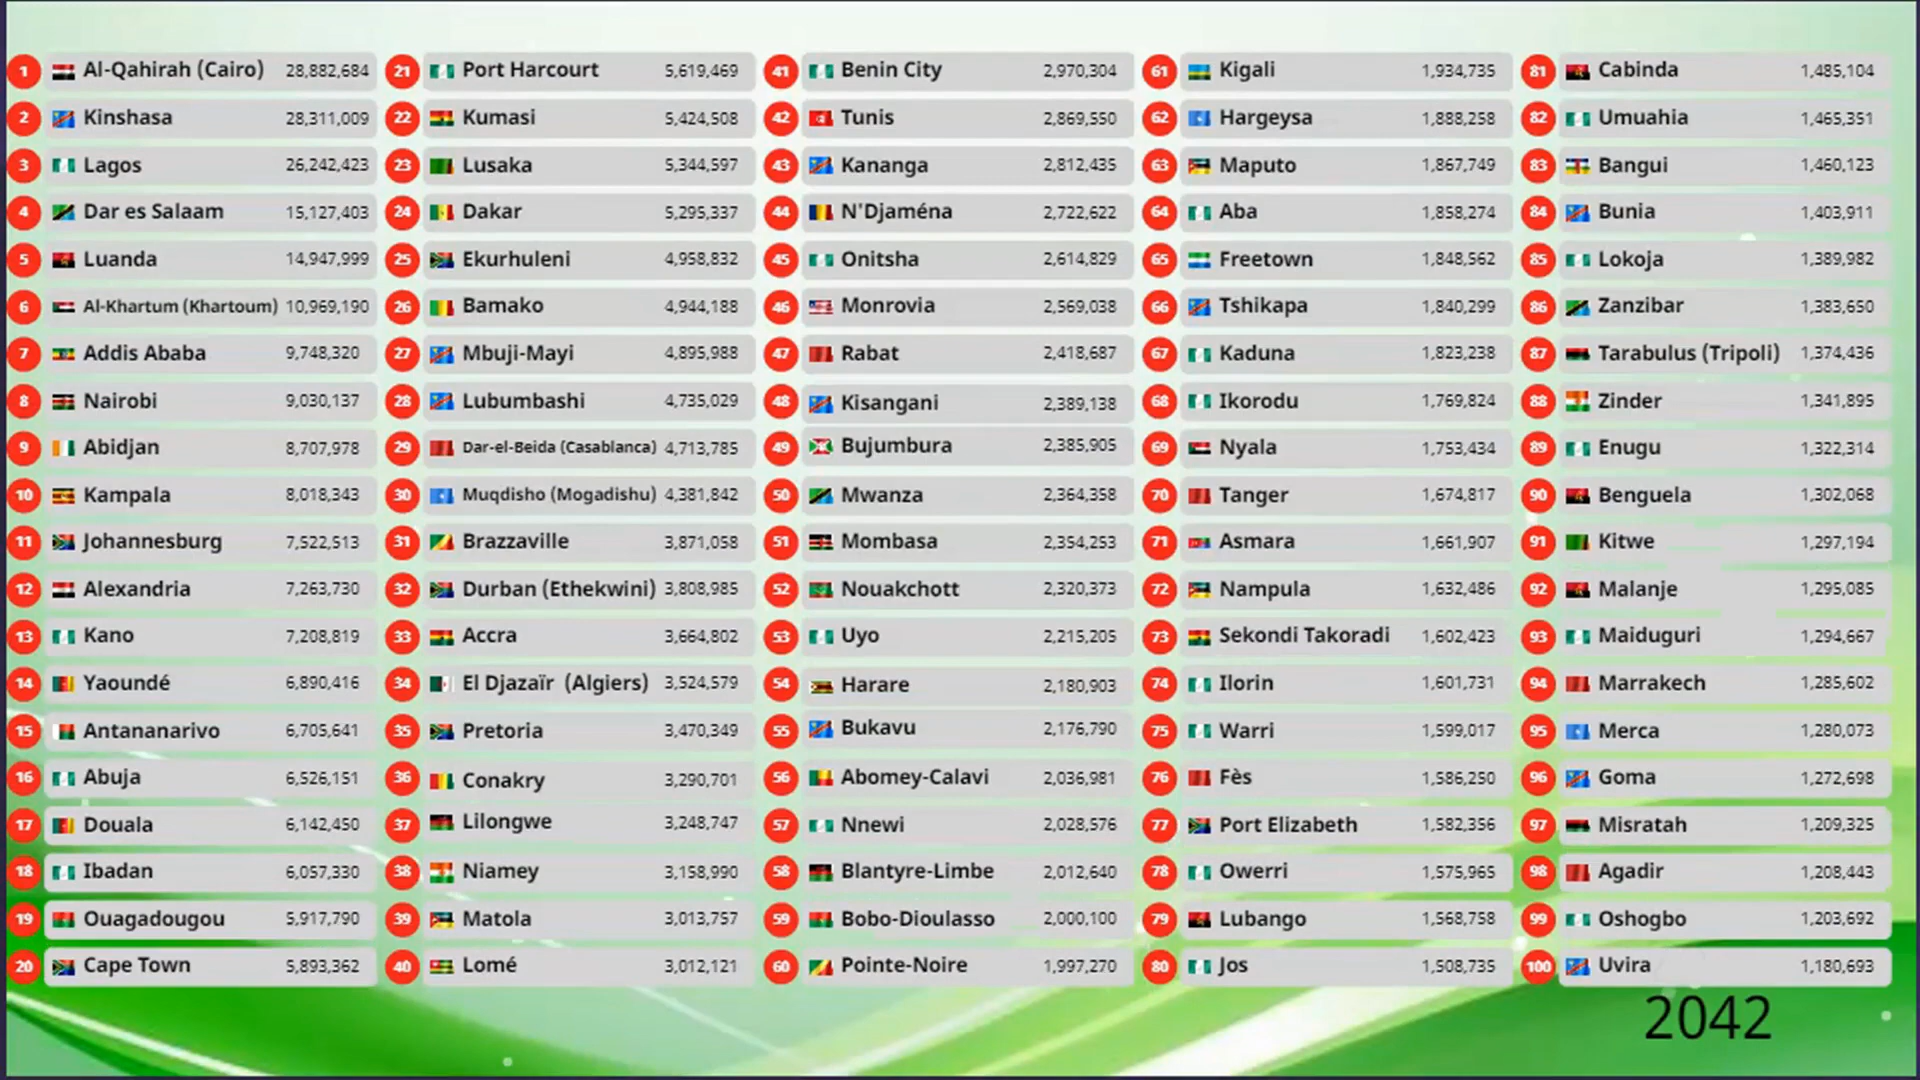 1 Al-Qahirah (Cairo) 28,882,684
2 Kinshasa 28,311,009
3 Lagos 26,242,423
4 Dar es Salaam 15,127,403
5 Luanda 14,947,999
6 Al-Khartum (Khartoum) 10,969,190
7 Addis Ababa 9,748,320
8 Nairobi 9,030,137
9 Abidjan 8,707,978
10 Kampala 8,018,343
11 Johannesburg 7,522,513
12 Alexandria 7,263,730
13 Kano 7,208,819
14 Yaoundé 6,890,416
15 Antananarivo 6,705,641
16 Abuja 6,526,151
17 Douala 6,142,450
18 Ibadan 6,057,330
19 Ouagadougou 5,917,790
20 Cape Town 5,893,362
21 Port Harcourt 5,619,469
22 Kumasi 5,424,508
23 Lusaka 5,344,597
24 Dakar 5,295,337
25 Ekurhuleni 4,958,832
26 Bamako 4,944,188
27 Mbuji-Mayi 4,895,988
28 Lubumbashi 4,735,029
29 Dar-el-Beida (Casablanca) 4,713,785
30 Muqdisho (Mogadishu) 4,381,842
31 Brazzaville 3,871,058
32 Durban (Ethekwini) 3,808,985
33 Accra 3,664,802
34 El Djazaïr (Algiers) 3,524,579
35 Pretoria 3,470,349
36 Conakry 3,290,701
37 Lilongwe 3,248,747
38 Niamey 3,158,990
39 Matola 3,013,757
40 Lomé 3,012,121
41 Benin City 2,970,304
42 Tunis 2,869,550
43 Kananga 2,812,435
44 N'Djaména 2,722,622
45 Onitsha 2,614,829
46 Monrovia 2,569,038
47 Rabat 2,418,687
48 Kisangani 2,389,138
49 Bujumbura 2,385,905
50 Mwanza 2,364,358
51 Mombasa 2,354,253
52 Nouakchott 2,320,373
53 Uyo 2,215,205
54 Harare 2,180,903
55 Bukavu 2,176,790
56 Abomey-Calavi 2,036,981
57 Nnewi 2,028,576
58 Blantyre-Limbe 2,012,640
59 Bobo-Dioulasso 2,000,100
60 Pointe-Noire 1,997,270
61 Kigali 1,934,735
62 Hargeysa 1,888,258
63 Maputo 1,867,749
64 Aba 1,858,274
65 Freetown 1,848,562
66 Tshikapa 1,840,299
67 Kaduna 1,823,238
68 Ikorodu 1,769,824
69 Nyala 1,753,434
70 Tanger 1,674,817
71 Asmara 1,661,907
72 Nampula 1,632,486
73 Sekondi Takoradi 1,602,423
74 Ilorin 1,601,731
75 Warri 1,599,017
76 Fès 1,586,250
77 Port Elizabeth 1,582,356
78 Owerri 1,575,965
79 Lubango 1,568,758
80 Jos 1,508,735
81 Cabinda 1,485,104
82 Umuahia 1,465,351
83 Bangui 1,460,123
84 Bunia 1,403,911
85 Lokoja 1,389,982
86 Zanzibar 1,383,650
87 Tarabulus (Tripoli) 1,374,436
88 Zinder 1,341,895
89 Enugu 1,322,314
90 Benguela 1,302,068
91 Kitwe 1,297,194
92 Malanje 1,295,085
93 Maiduguri 1,294,667
94 Marrakech 1,285,602
95 Merca 1,280,073
96 Goma 1,272,698
97 Misratah 1,209,325
98 Agadir 1,208,443
99 Oshogbo 1,203,692
100 Uvira 1,180,693
2042